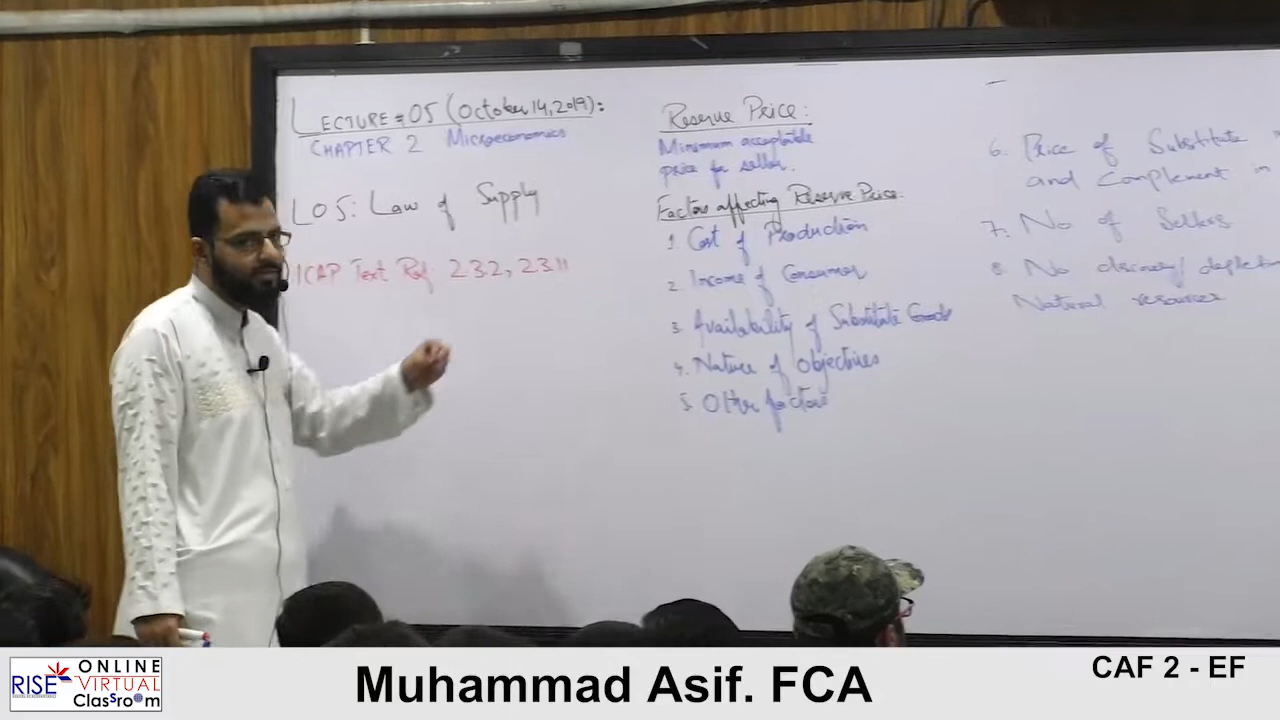 LECTURE # 05 (October 14, 2019):
CHAPTER 2 Microeconomics
LO 5: Law of Supply
ICAP Text Ref: 2.3.2, 2.3.11
Reserve Price:
Minimum acceptable
price for seller.
Factors affecting Reserve Price:
1. Cost of Production
2. Income of Consumer
3. Availability of Substitute Goods
4. Nature of Objectives
5. Other factors
6. Price of Substitute
and Complement in
7. No of Sellers
8. No discovery/depletion
Natural resources
RISE
ONLINE
VIRTUAL
Classroom
Muhammad Asif. FCA
CAF 2 - EF